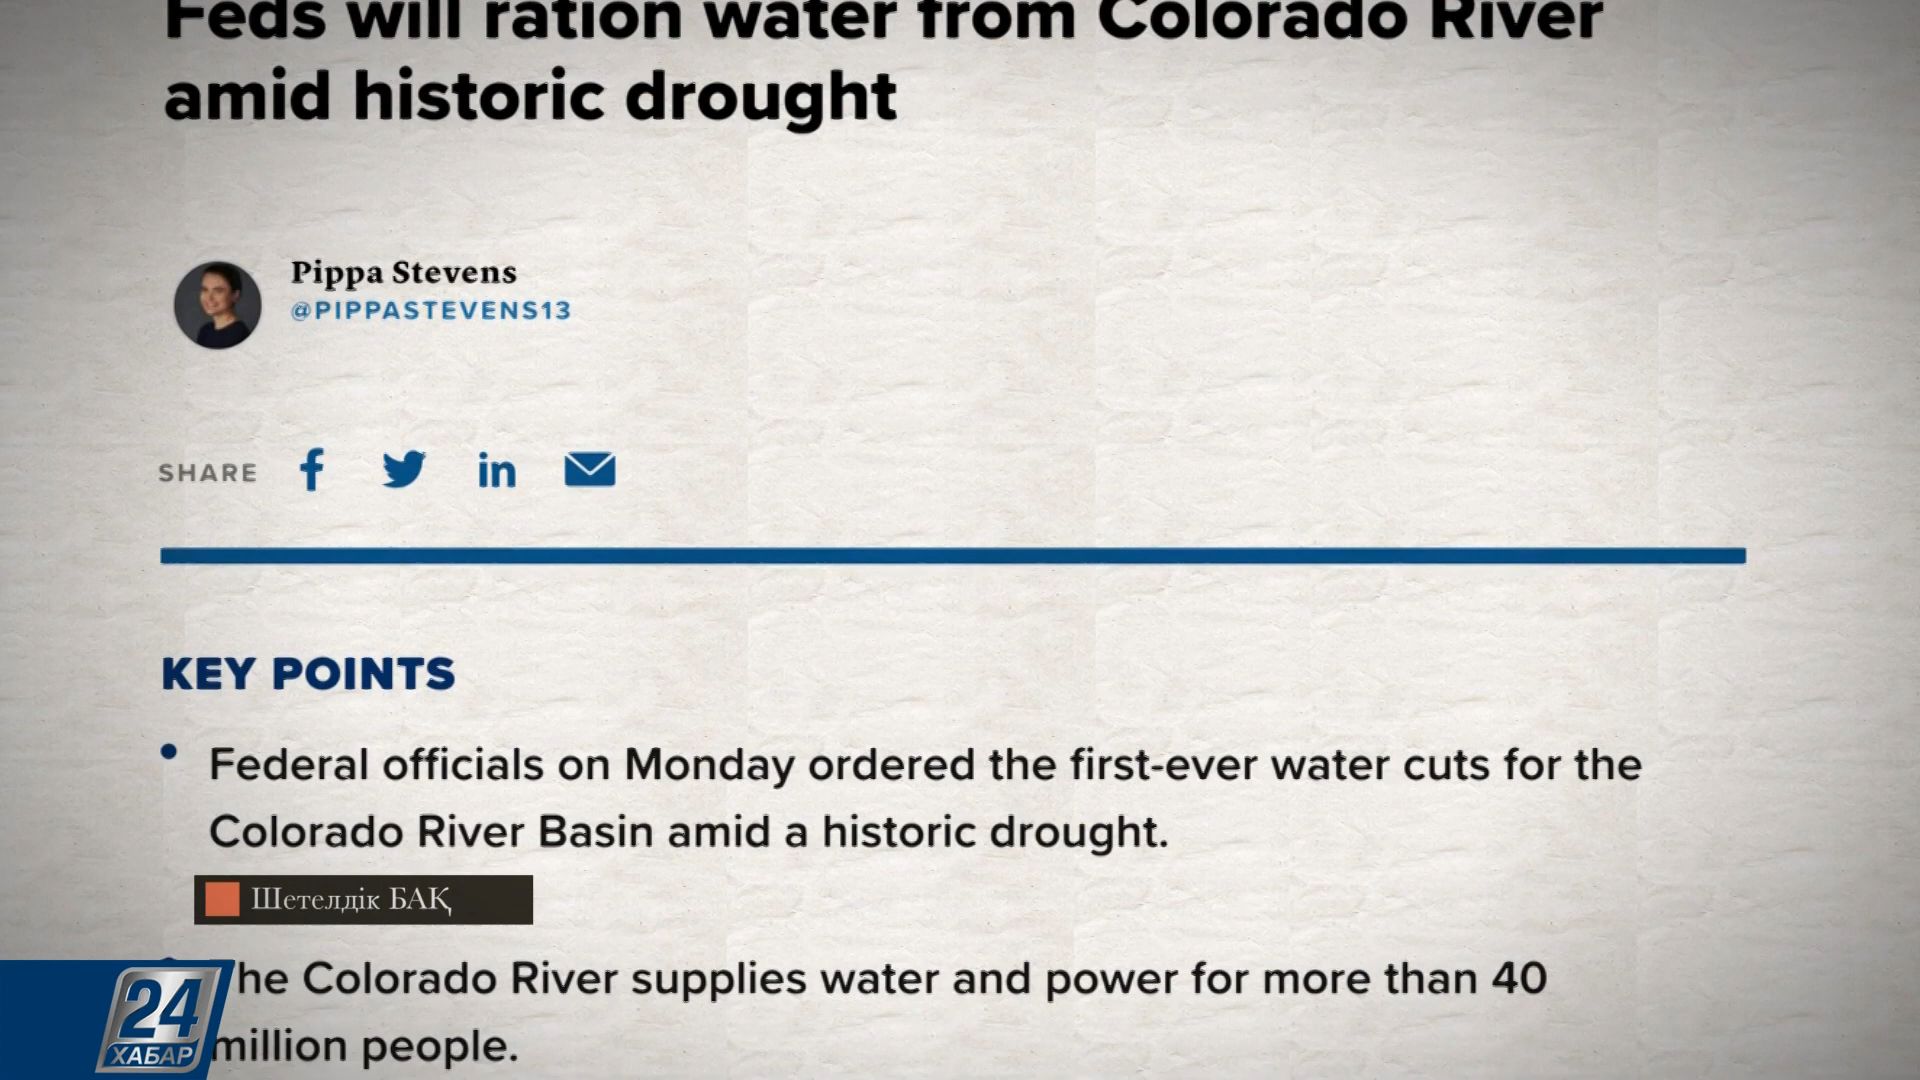 Feds will ration water from Colorado River
amid historic drought
Pippa Stevens
@PIPPASTEVENS13
SHARE
KEY POINTS
Federal officials on Monday ordered the first-ever water cuts for the
Colorado River Basin amid a historic drought.
Шетелдік БАҚ
he Colorado River supplies water and power for more than 40
million people.
24
ХАБАР